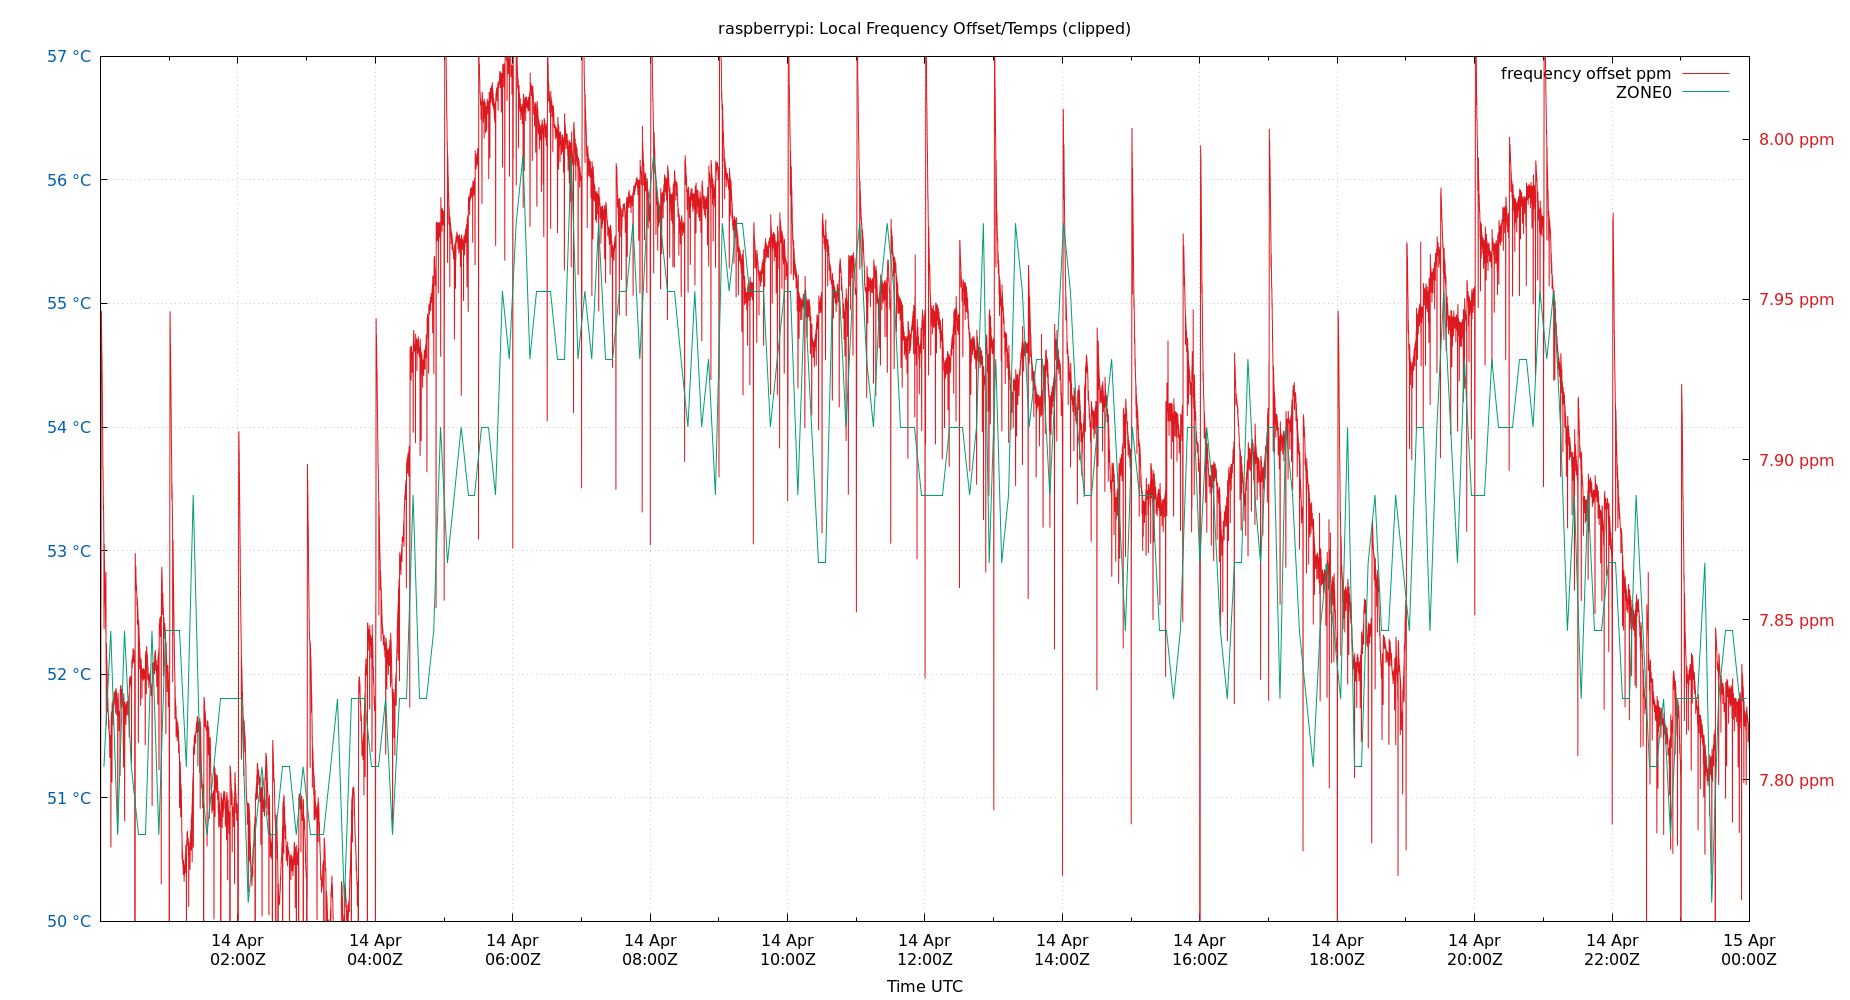 raspberrypi: Local Frequency Offset/Temps (clipped)
57 °C
56 °C
55 °C
54 °C
53 °C
52 °C
51 °C
50 °C
frequency offset ppm
ZONE0
8.00 ppm
7.95 ppm
7.90 ppm
7.85 ppm
7.80 ppm
14 Apr
02:00Z
14 Apr
04:00Z
14 Apr
06:00Z
14 Apr
08:00Z
14 Apr
10:00Z
14 Apr
12:00Z
14 Apr
14:00Z
14 Apr
16:00Z
14 Apr
18:00Z
14 Apr
20:00Z
14 Apr
22:00Z
15 Apr
00:00Z
Time UTC